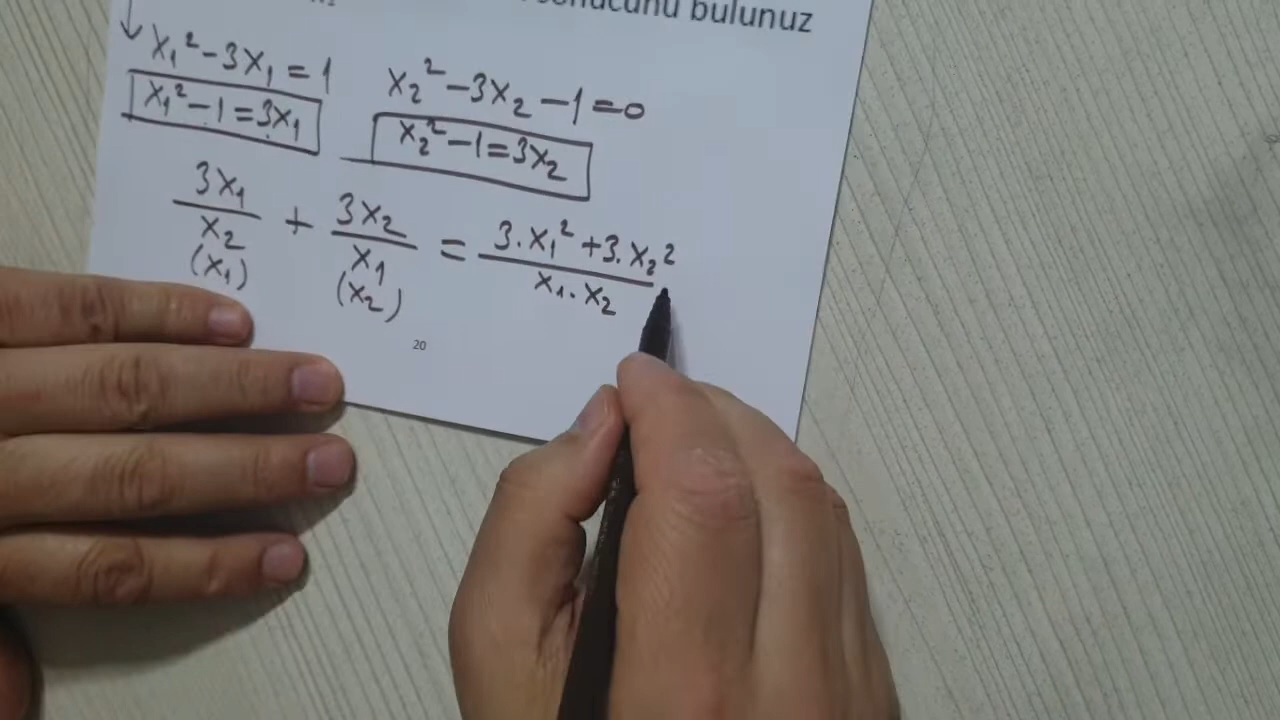 bulunuz
x₁² - 3x₁ = 1
x₁² - 1 = 3x₁
x₂² - 3x₂ - 1 = 0
x₂² - 1 = 3x₂
3x₁/x₂ + 3x₂/x₁ = 3.x₁² + 3.x₂²/x₁.x₂
(x₁) (x₂)
20